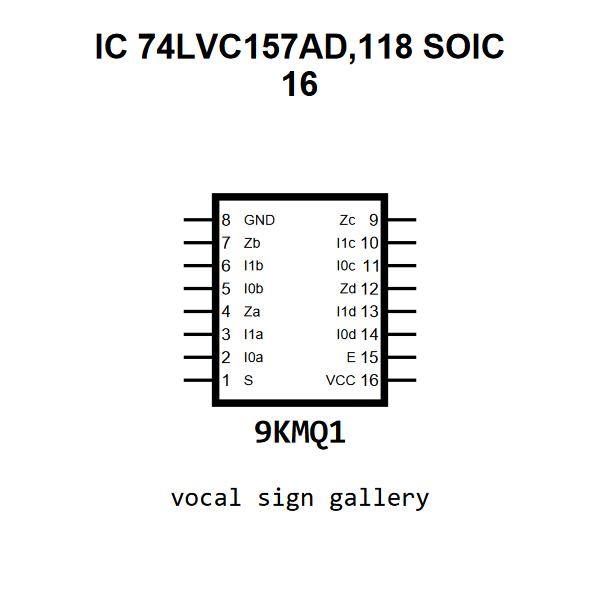 IC 74LVC157AD,118 SOIC
16
8 GND Zc 9
7 Zb I1c 10
6 I1b I0c 11
5 I0b Zd 12
4 Za I1d 13
3 I1a I0d 14
2 I0a E 15
1 S VCC 16
9KMQ1
vocal sign gallery